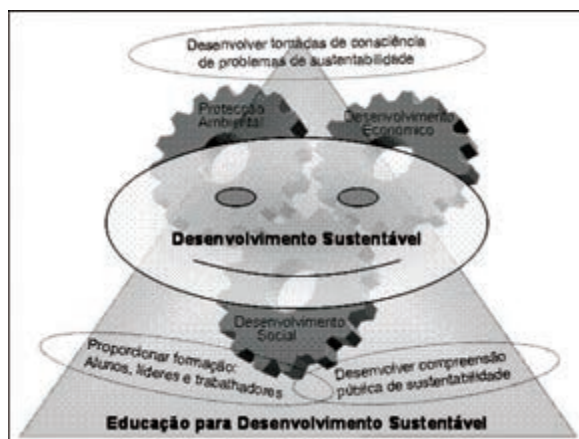 Desenvolver tomadas de consciência
de problemas de sustentabilidade
Protecção
Ambiental
Desenvolvimento
Económico
Desenvolvimento Sustentável
Desenvolvimento
Social
Proporcionar formação:
Alunos, líderes e trabalhadores
Desenvolver compreensão
pública de sustentabilidade
Educação para Desenvolvimento Sustentável